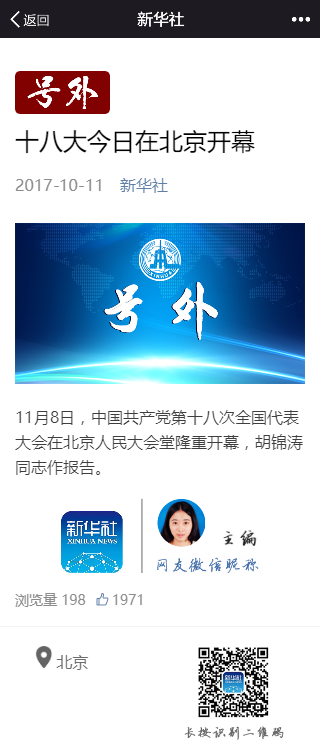 返回
新华社
号外
十八大今日在北京开幕
2017-10-11 新华社
XINHUA
号外
11月8日，中国共产党第十八次全国代表
大会在北京人民大会堂隆重开幕，胡锦涛
同志作报告。
新华社
XINHUA NEWS
主编
网友微信昵称
浏览量 198 1971
北京
新华社
长按识别二维码